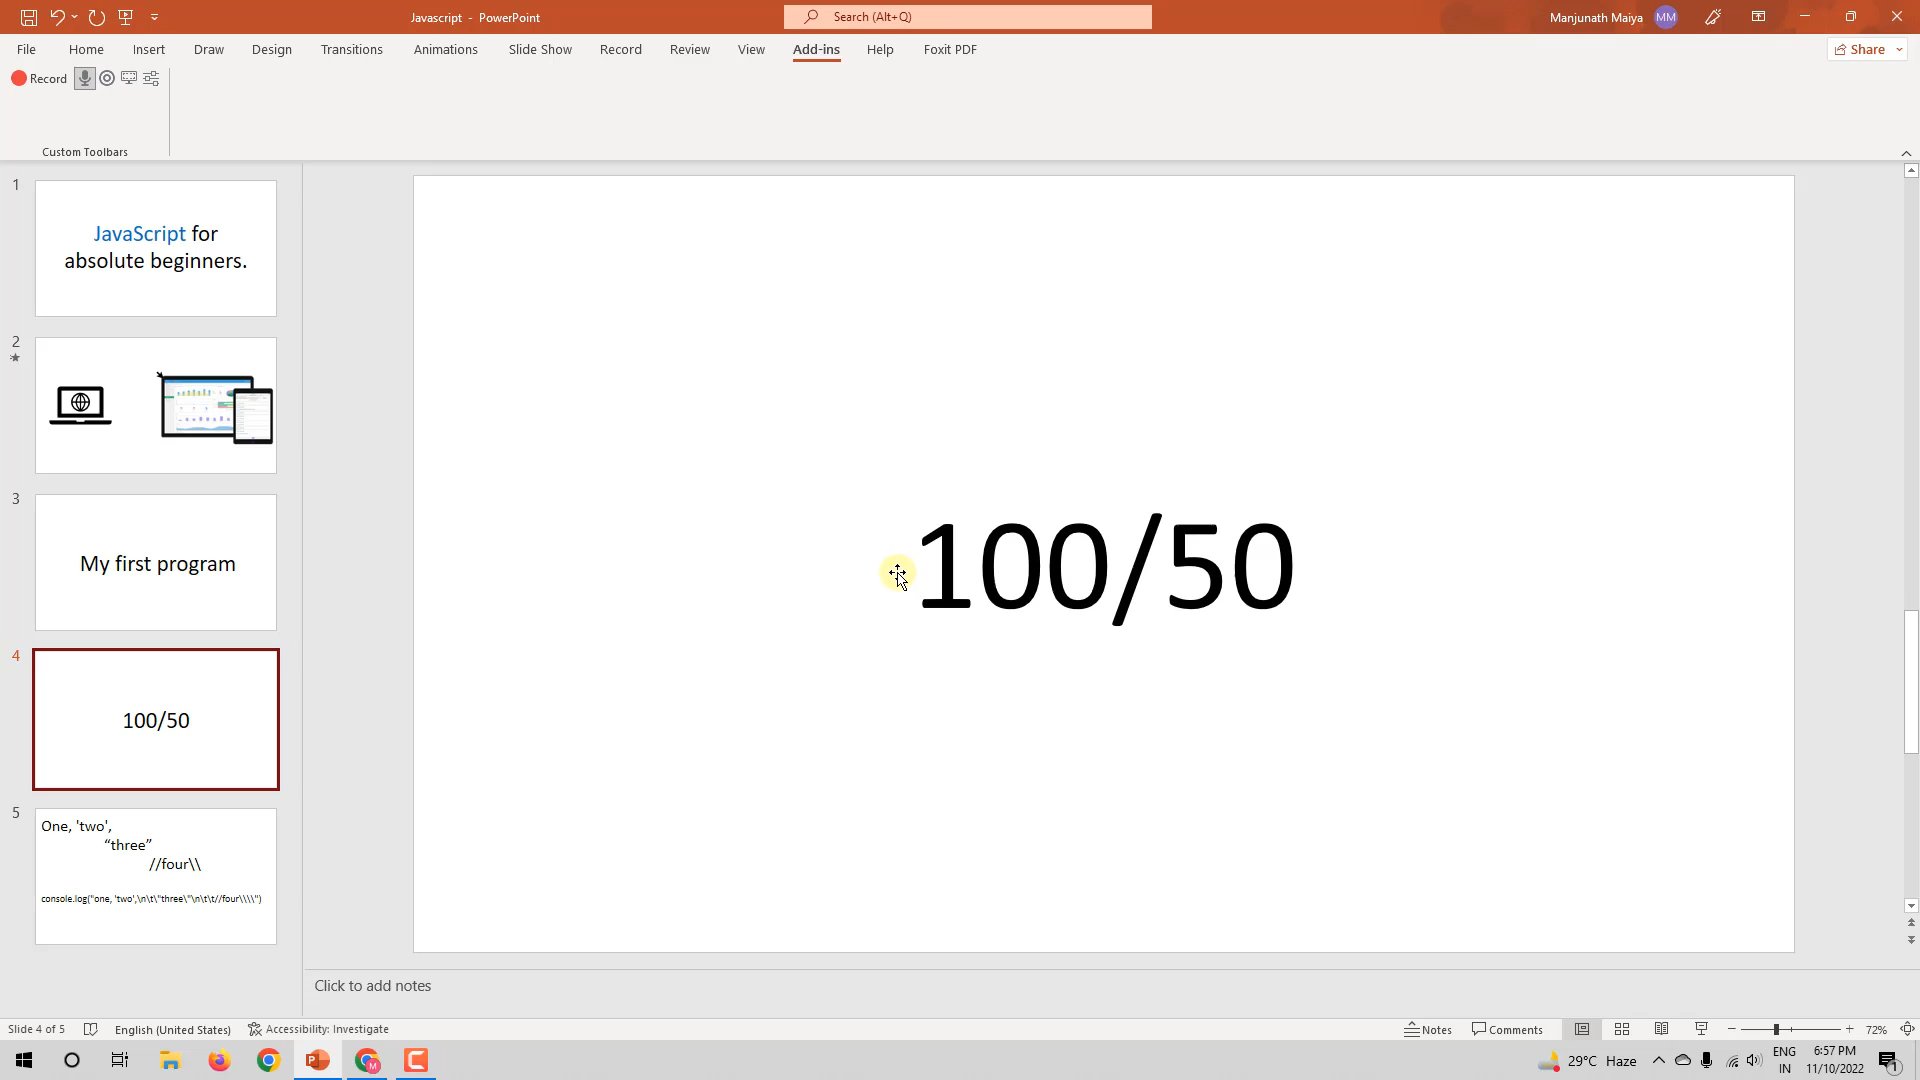 Javascript - PowerPoint
Search (Alt+Q)
Manjunath Maiya
MM
File Home Insert Draw Design Transitions Animations Slide Show Record Review View Add-ins Help Foxit PDF
Share
Record
Custom Toolbars
1
JavaScript for
absolute beginners.
2
3
My first program
4
100/50
5
One, 'two',
“three”
//four\\
console.log("one, 'two',\n\t\"three\"\n\t\t//four\\\\")
100/50
Click to add notes
Slide 4 of 5
English (United States)
Accessibility: Investigate
Notes
Comments
72%
29°C Haze
ENG
IN
6:57 PM
11/10/2022
1